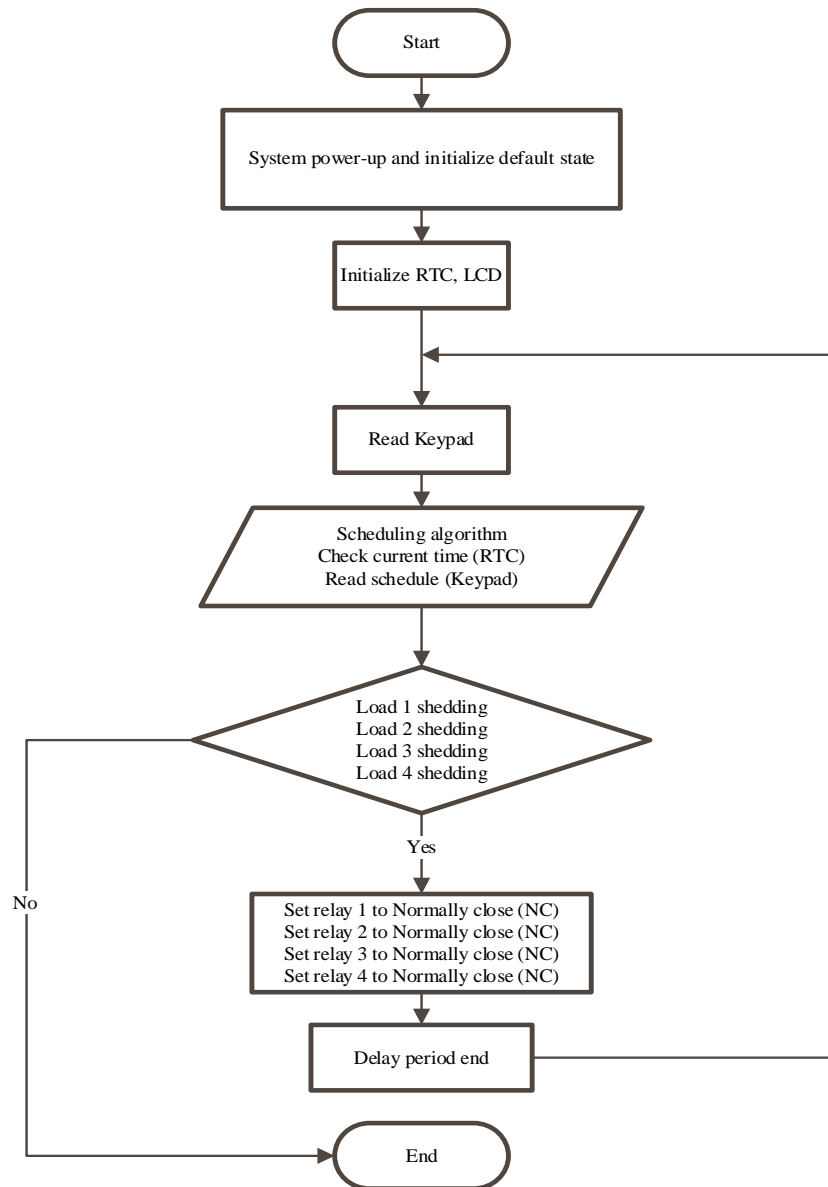 Start
System power-up and initialize default state
Initialize RTC, LCD
Read Keypad
Scheduling algorithm
Check current time (RTC)
Read schedule (Keypad)
Load 1 shedding
Load 2 shedding
Load 3 shedding
Load 4 shedding
Yes
No
Set relay 1 to Normally close (NC)
Set relay 2 to Normally close (NC)
Set relay 3 to Normally close (NC)
Set relay 4 to Normally close (NC)
Delay period end
End